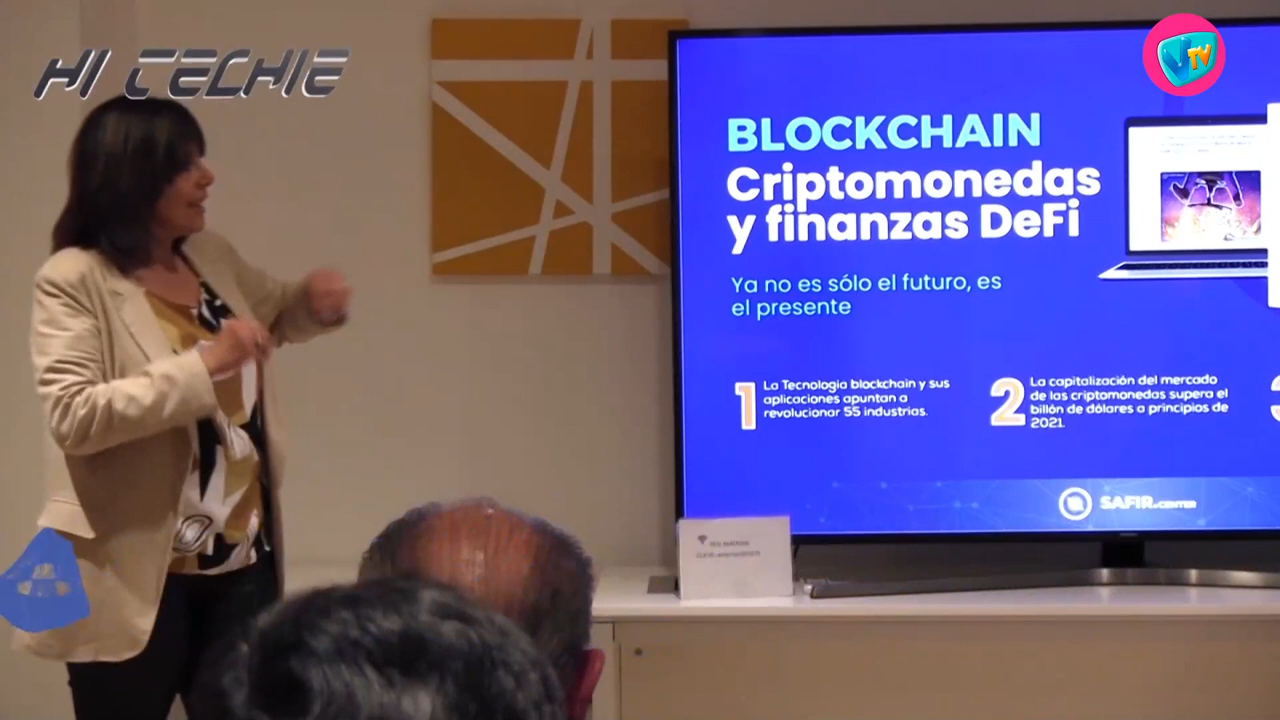 HI TECHIE
TV
BLOCKCHAIN
Criptomonedas
y finanzas DeFi
Ya no es sólo el futuro, es
el presente
1
La Tecnología blockchain y sus
aplicaciones apuntan a
revolucionar 55 industrias.
2
La capitalización del mercado
de las criptomonedas supera el
billón de dólares a principios de
2021.
SAFIR.CENTER